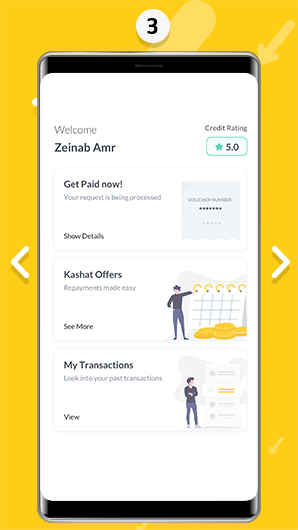 3
Welcome
Credit Rating
Zeinab Amr
5.0
Get Paid now!
Your request is being processed
VOUCHER NUMBER
•••••••
Show Details
Kashat Offers
Repayments made easy
See More
My Transactions
Look into your past transactions
View